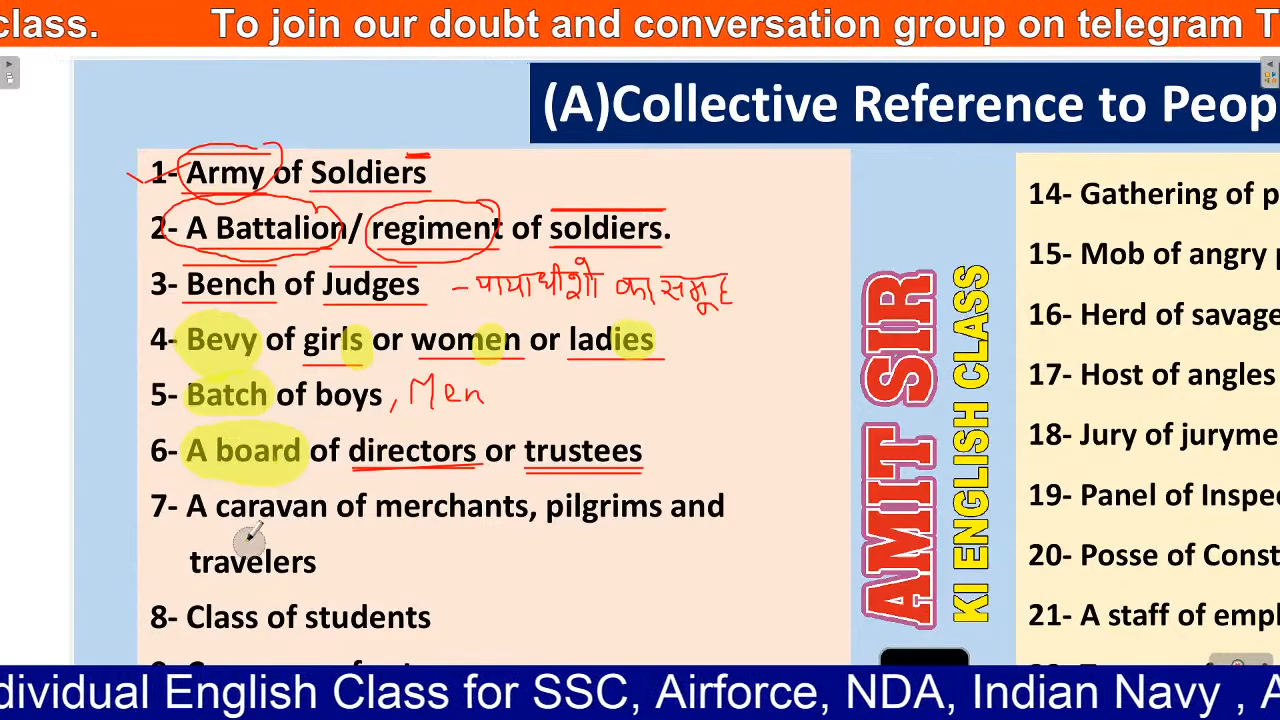 class. To join our doubt and conversation group on telegram T
(A)Collective Reference to Peop
1- Army of Soldiers
2- A Battalion/ regiment of soldiers.
3- Bench of Judges - न्यायाधीशों का समूह
4- Bevy of girls or women or ladies
5- Batch of boys , Men
6- A board of directors or trustees
7- A caravan of merchants, pilgrims and
travelers
8- Class of students
AMIT SIR
KI ENGLISH CLASS
14- Gathering of p
15- Mob of angry p
16- Herd of savage
17- Host of angles
18- Jury of juryme
19- Panel of Inspec
20- Posse of Const
21- A staff of empl
dividual English Class for SSC, Airforce, NDA, Indian Navy , A